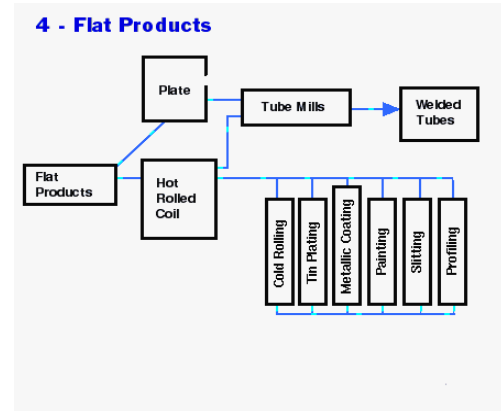 4 - Flat Products
Plate
Tube Mills
Welded
Tubes
Flat
Products
Hot
Rolled
Coil
Cold Rolling
Tin Plating
Metallic Coating
Painting
Slitting
Profiling